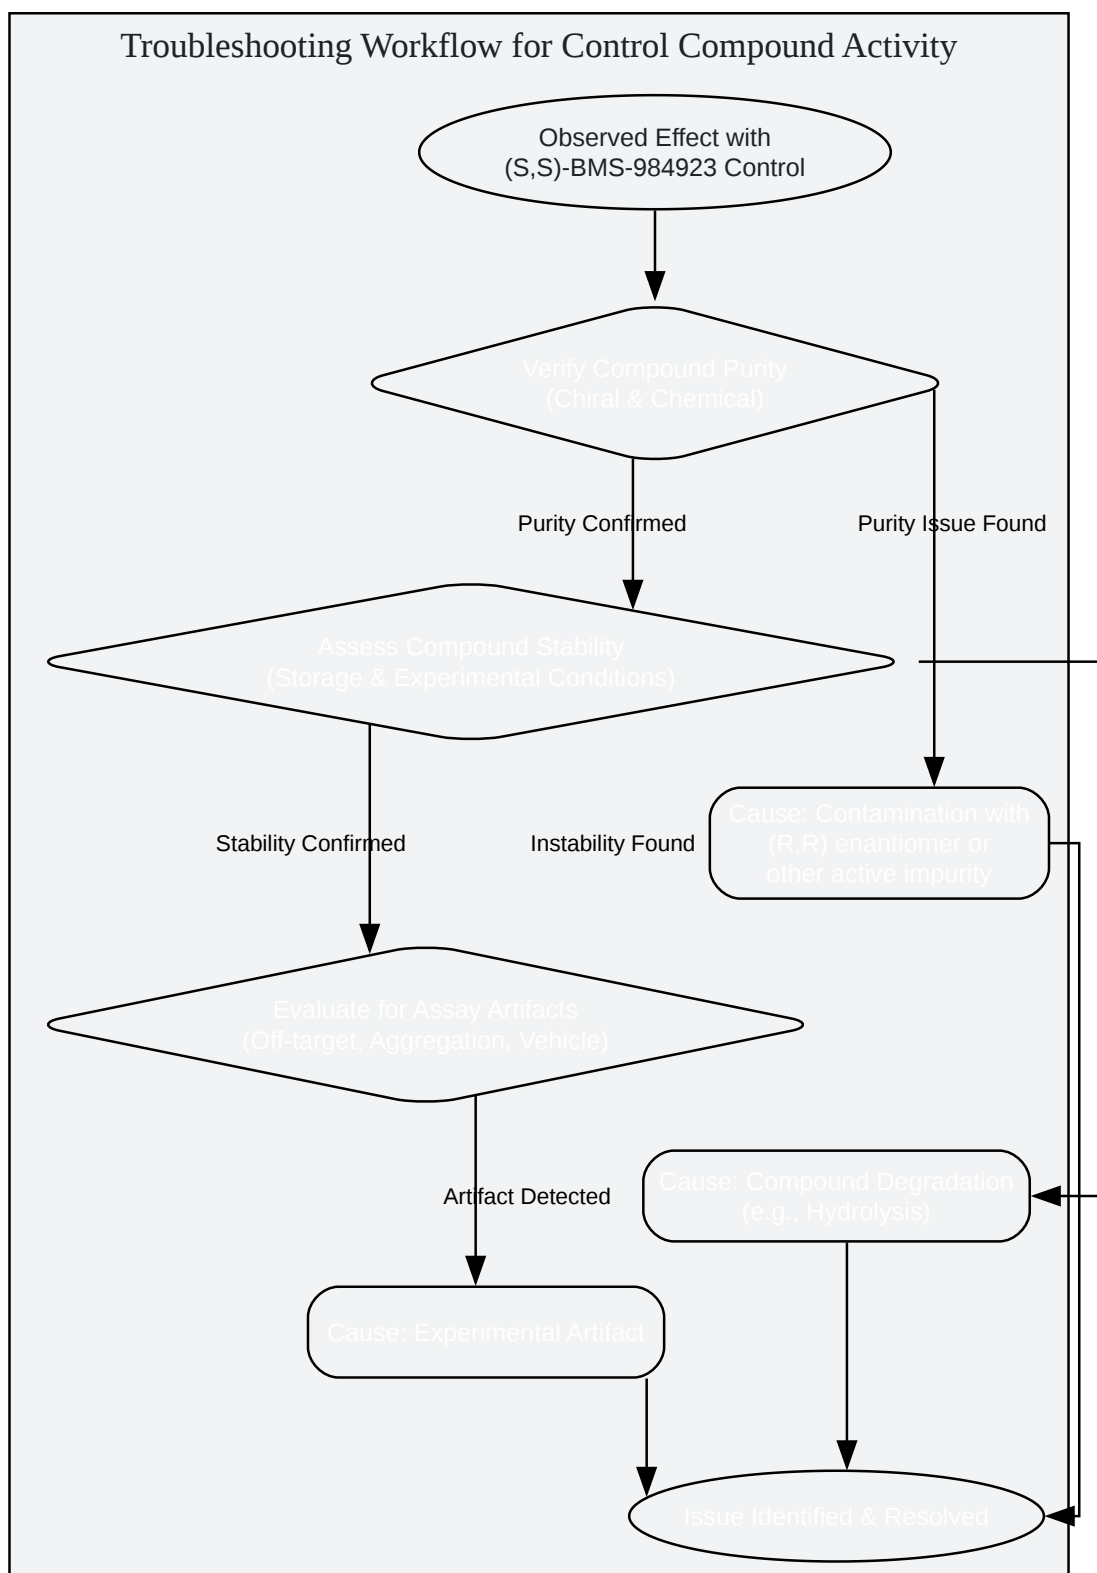 Troubleshooting Workflow for Control Compound Activity
Observed Effect with
(S,S)-BMS-984923 Control
Verify Compound Purity
(Chiral & Chemical)
Purity Confirmed
Purity Issue Found
Assess Compound Stability
(Storage & Experimental Conditions)
Cause: Contamination with
(R,R) enantiomer or
other active impurity
Stability Confirmed
Instability Found
Evaluate for Assay Artifacts
(Off-target, Aggregation, Vehicle)
Cause: Compound Degradation
(e.g., Hydrolysis)
Artifact Detected
Cause: Experimental Artifact
Issue Identified & Resolved